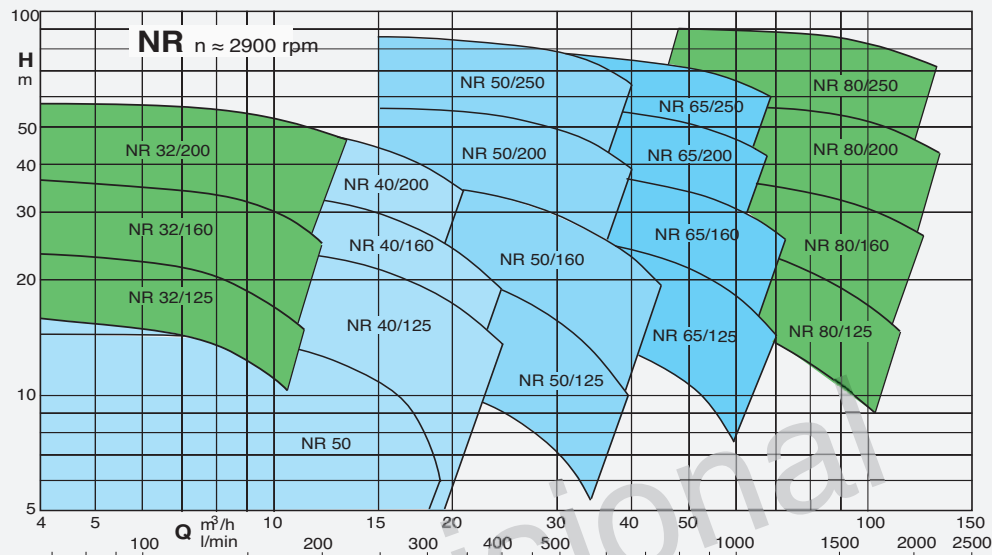 100
NR n ≈ 2900 rpm
H
m
50
40
30
20
10
5
NR 32/200
NR 32/160
NR 32/125
NR 40/200
NR 40/160
NR 40/125
NR 50
NR 50/250
NR 50/200
NR 50/160
NR 50/125
NR 65/250
NR 65/200
NR 65/160
NR 65/125
NR 80/250
NR 80/200
NR 80/160
NR 80/125
4 5 10 15 20 30 40 50 100 150
Q m³/h
l/min
100 200 300 400 500 1000 1500 2000 2500